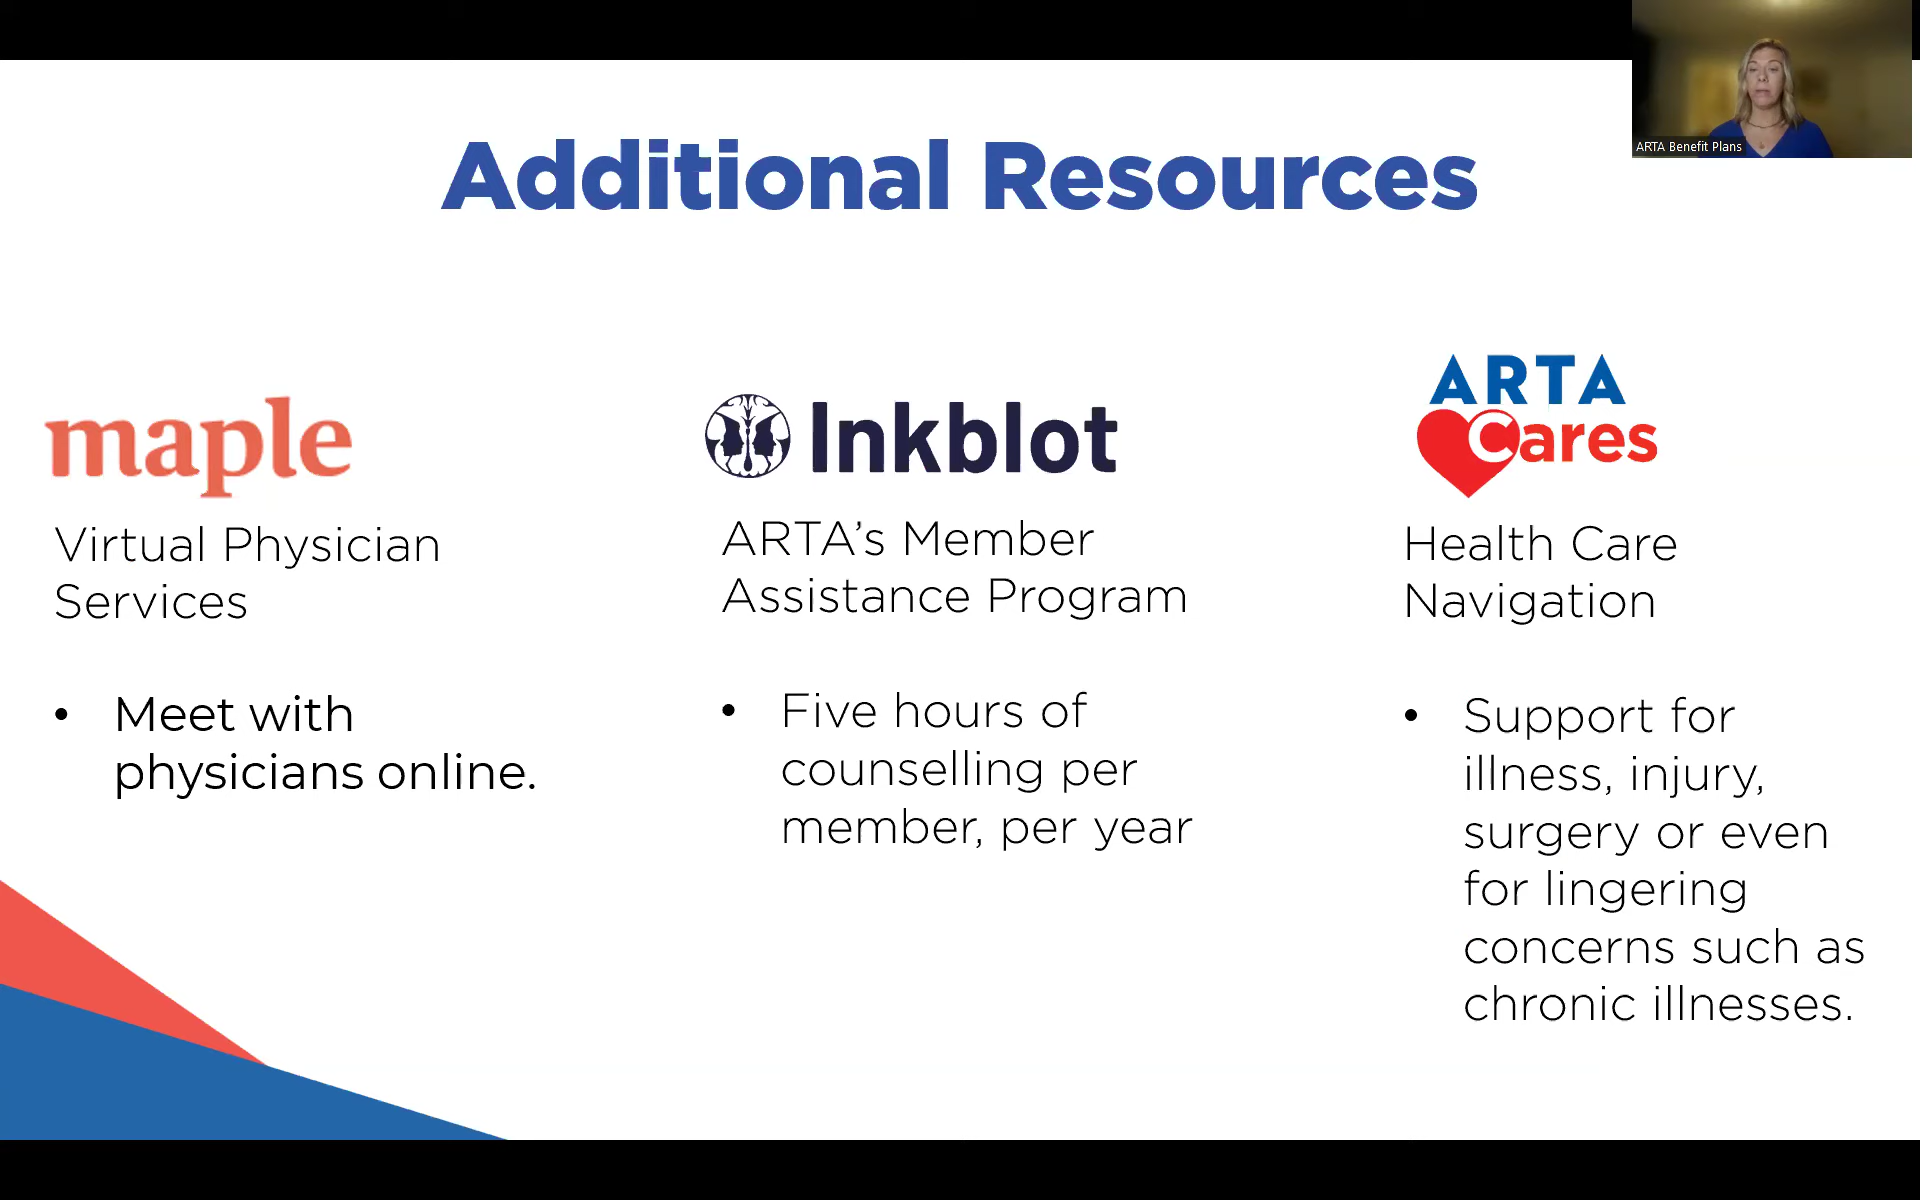 ARTA Benefit Plans
Additional Resources
maple
Virtual Physician
Services
• Meet with
physicians online.
Inkblot
ARTA’s Member
Assistance Program
• Five hours of
counselling per
member, per year
ARTA
Cares
Health Care
Navigation
• Support for
illness, injury,
surgery or even
for lingering
concerns such as
chronic illnesses.